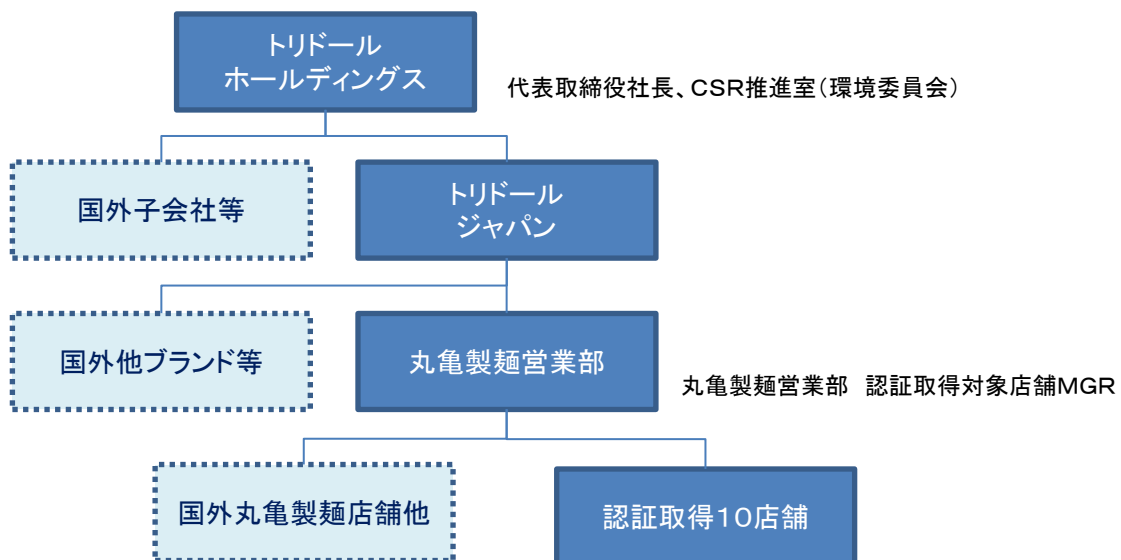 トリドール
ホールディングス
代表取締役社長、CSR推進室(環境委員会)
国外子会社等
トリドール
ジャパン
国外他ブランド等
丸亀製麺営業部
丸亀製麺営業部　認証取得対象店舗MGR
国外丸亀製麺店舗他
認証取得10店舗